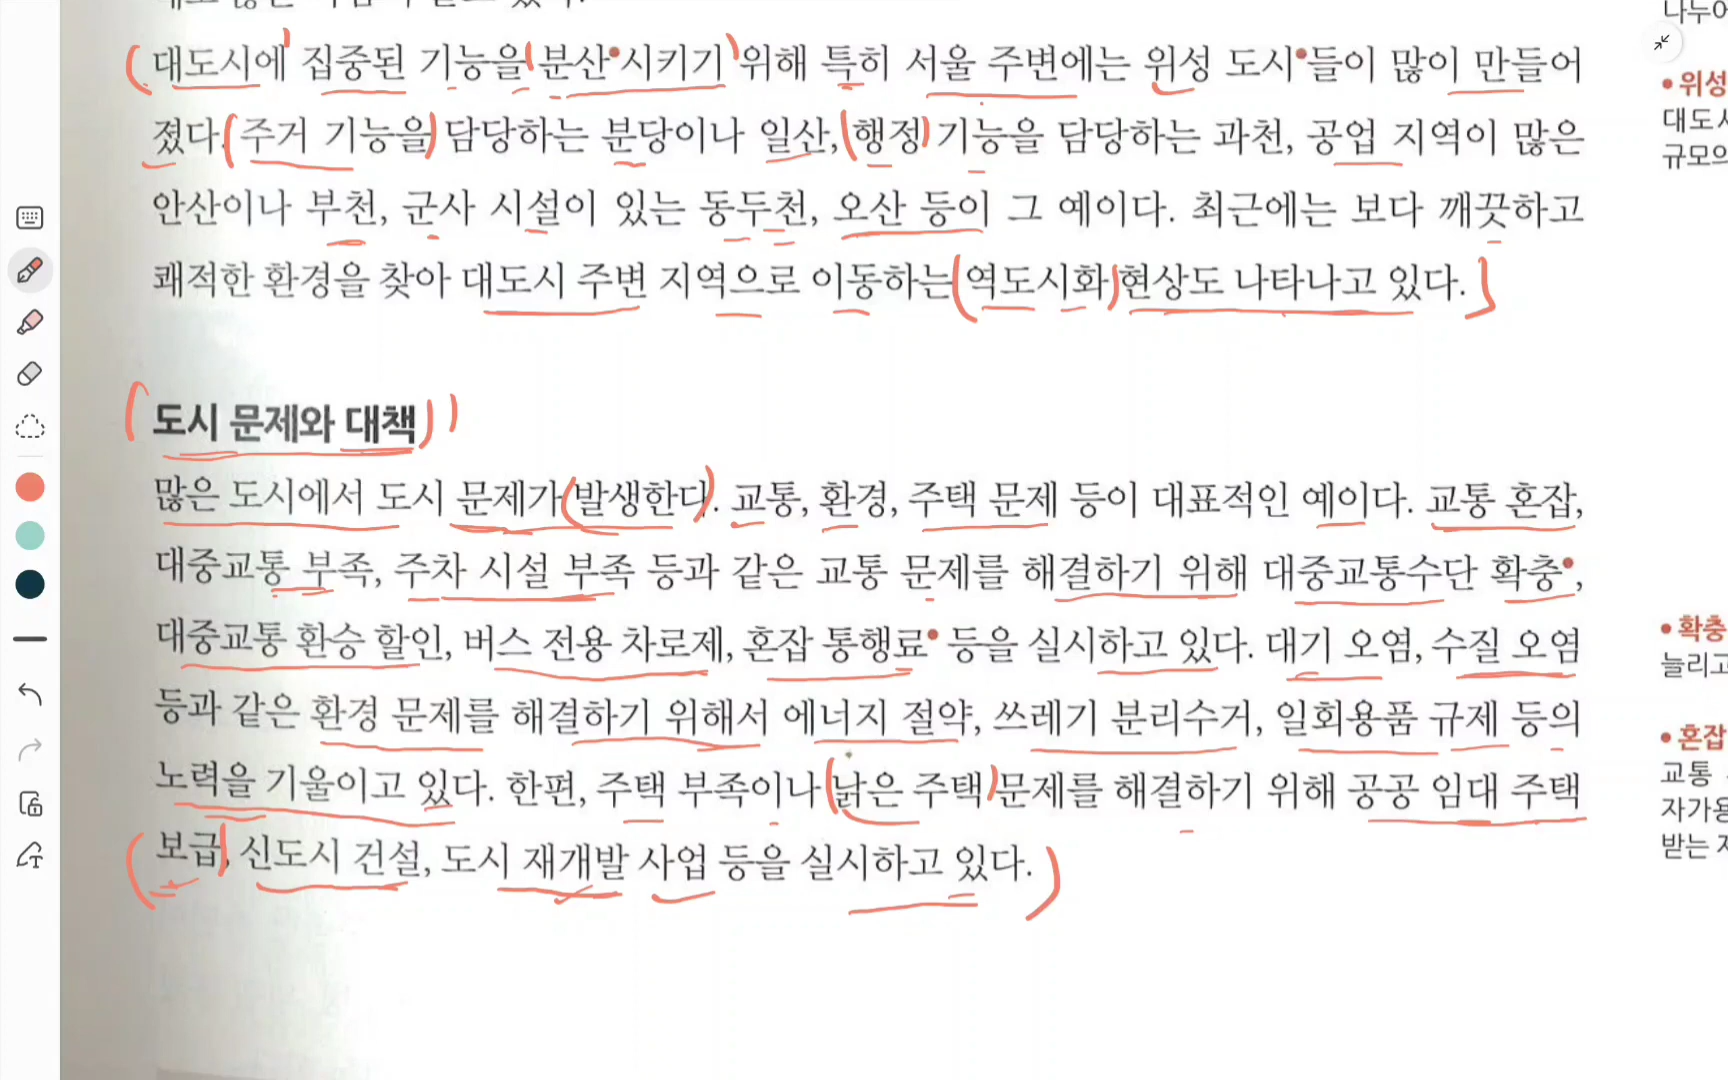 대도시에 집중된 기능을 분산•시키기 위해 특히 서울 주변에는 위성 도시•들이 많이 만들어
졌다. 주거 기능을 담당하는 분당이나 일산, 행정 기능을 담당하는 과천, 공업 지역이 많은
안산이나 부천, 군사 시설이 있는 동두천, 오산 등이 그 예이다. 최근에는 보다 깨끗하고
쾌적한 환경을 찾아 대도시 주변 지역으로 이동하는 역도시화 현상도 나타나고 있다.
도시 문제와 대책
많은 도시에서 도시 문제가 발생한다. 교통, 환경, 주택 문제 등이 대표적인 예이다. 교통 혼잡,
대중교통 부족, 주차 시설 부족 등과 같은 교통 문제를 해결하기 위해 대중교통수단 확충•,
대중교통 환승 할인, 버스 전용 차로제, 혼잡 통행료• 등을 실시하고 있다. 대기 오염, 수질 오염
등과 같은 환경 문제를 해결하기 위해서 에너지 절약, 쓰레기 분리수거, 일회용품 규제 등의
노력을 기울이고 있다. 한편, 주택 부족이나 낡은 주택 문제를 해결하기 위해 공공 임대 주택
보급, 신도시 건설, 도시 재개발 사업 등을 실시하고 있다.
나누어
• 위성
대도시
규모의
• 확충
늘리고
• 혼잡
교통
자가용
받는